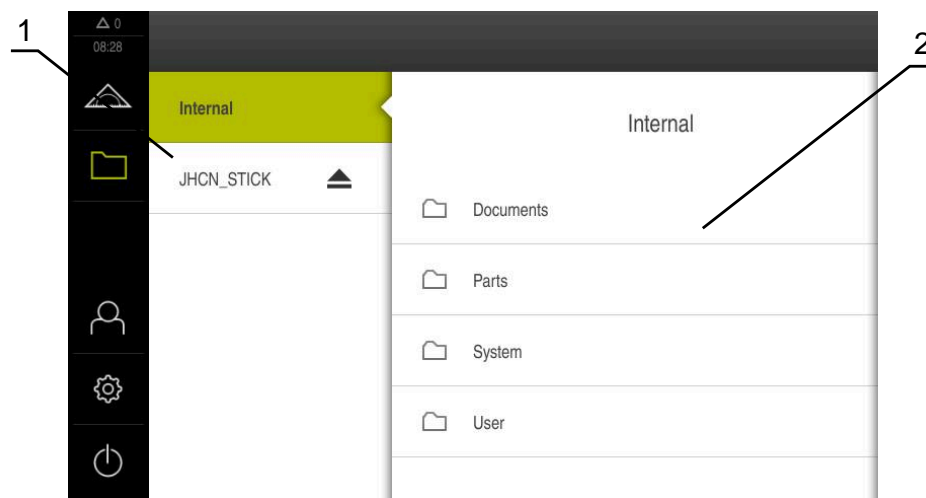 1
2
0
08:28
Internal
JHCN_STICK
Internal
Documents
Parts
System
User